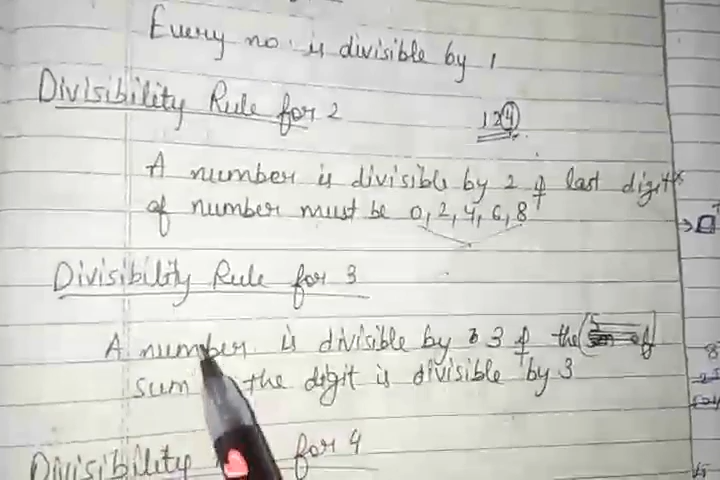 Every no. is divisible by 1
Divisibility Rule for 2
124
A number is divisible by 2 if last digit
of number must be 0, 2, 4, 6, 8
Divisibility Rule for 3
A number is divisible by 3 if the
sum the digit is divisible by 3
Divisibility for 4